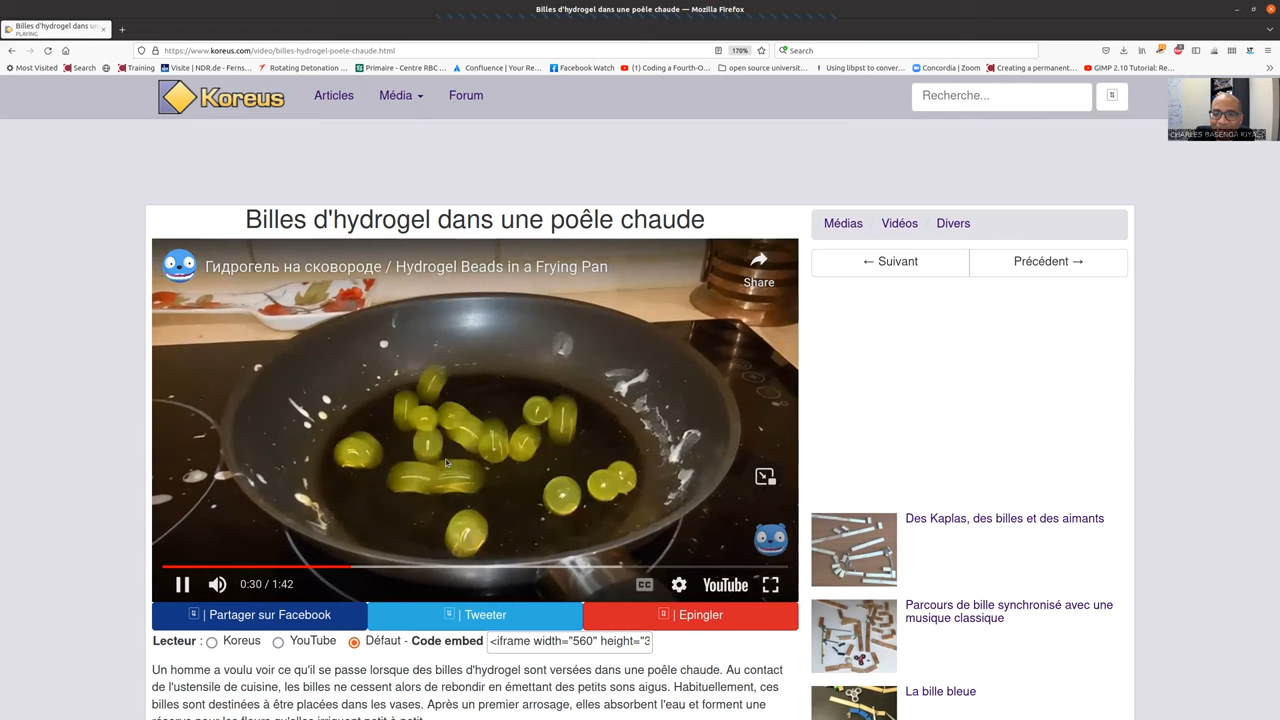 Billes d'hydrogel dans une poêle chaude — Mozilla Firefox
Billes d'hydrogel dans un
PLAYING
https://www.koreus.com/video/billes-hydrogel-poele-chaude.html
170%
Search
Most Visited
Search
Training
Visite | NDR.de - Ferns...
Rotating Detonation ...
Primaire - Centre RBC ...
Confluence | Your Re...
Facebook Watch
(1) Coding a Fourth-O...
open source universit...
Using libpst to conver...
Concordia | Zoom
Creating a permanent...
GIMP 2.10 Tutorial: Re...
Koreus
Articles
Média
Forum
Recherche...
CHARLES BASENGA KIYA
Billes d'hydrogel dans une poêle chaude
Гидрогель на сковороде / Hydrogel Beads in a Frying Pan
Share
0:30 / 1:42
CC
YouTube
| Partager sur Facebook
| Tweeter
| Epingler
Lecteur : Koreus YouTube Défaut - Code embed <iframe width="560" height="3
Un homme a voulu voir ce qu'il se passe lorsque des billes d'hydrogel sont versées dans une poêle chaude. Au contact
de l'ustensile de cuisine, les billes ne cessent alors de rebondir en émettant des petits sons aigus. Habituellement, ces
billes sont destinées à être placées dans les vases. Après un premier arrosage, elles absorbent l'eau et forment une
Médias / Vidéos / Divers
← Suivant
Précédent →
Des Kaplas, des billes et des aimants
Parcours de bille synchronisé avec une
musique classique
La bille bleue